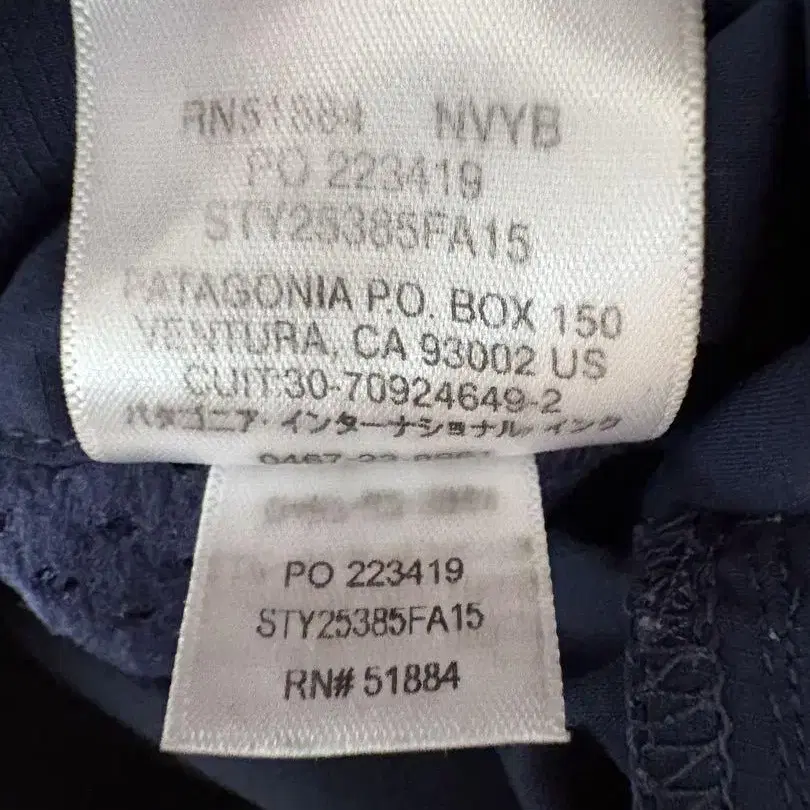 RN51884 NVYB
PO 223419
STY25385FA15
PATAGONIA P.O. BOX 150
VENTURA, CA 93002 US
CUIT:30-70924649-2
パタゴニア・インターナショナル, インク
PO 223419
STY25385FA15
RN# 51884